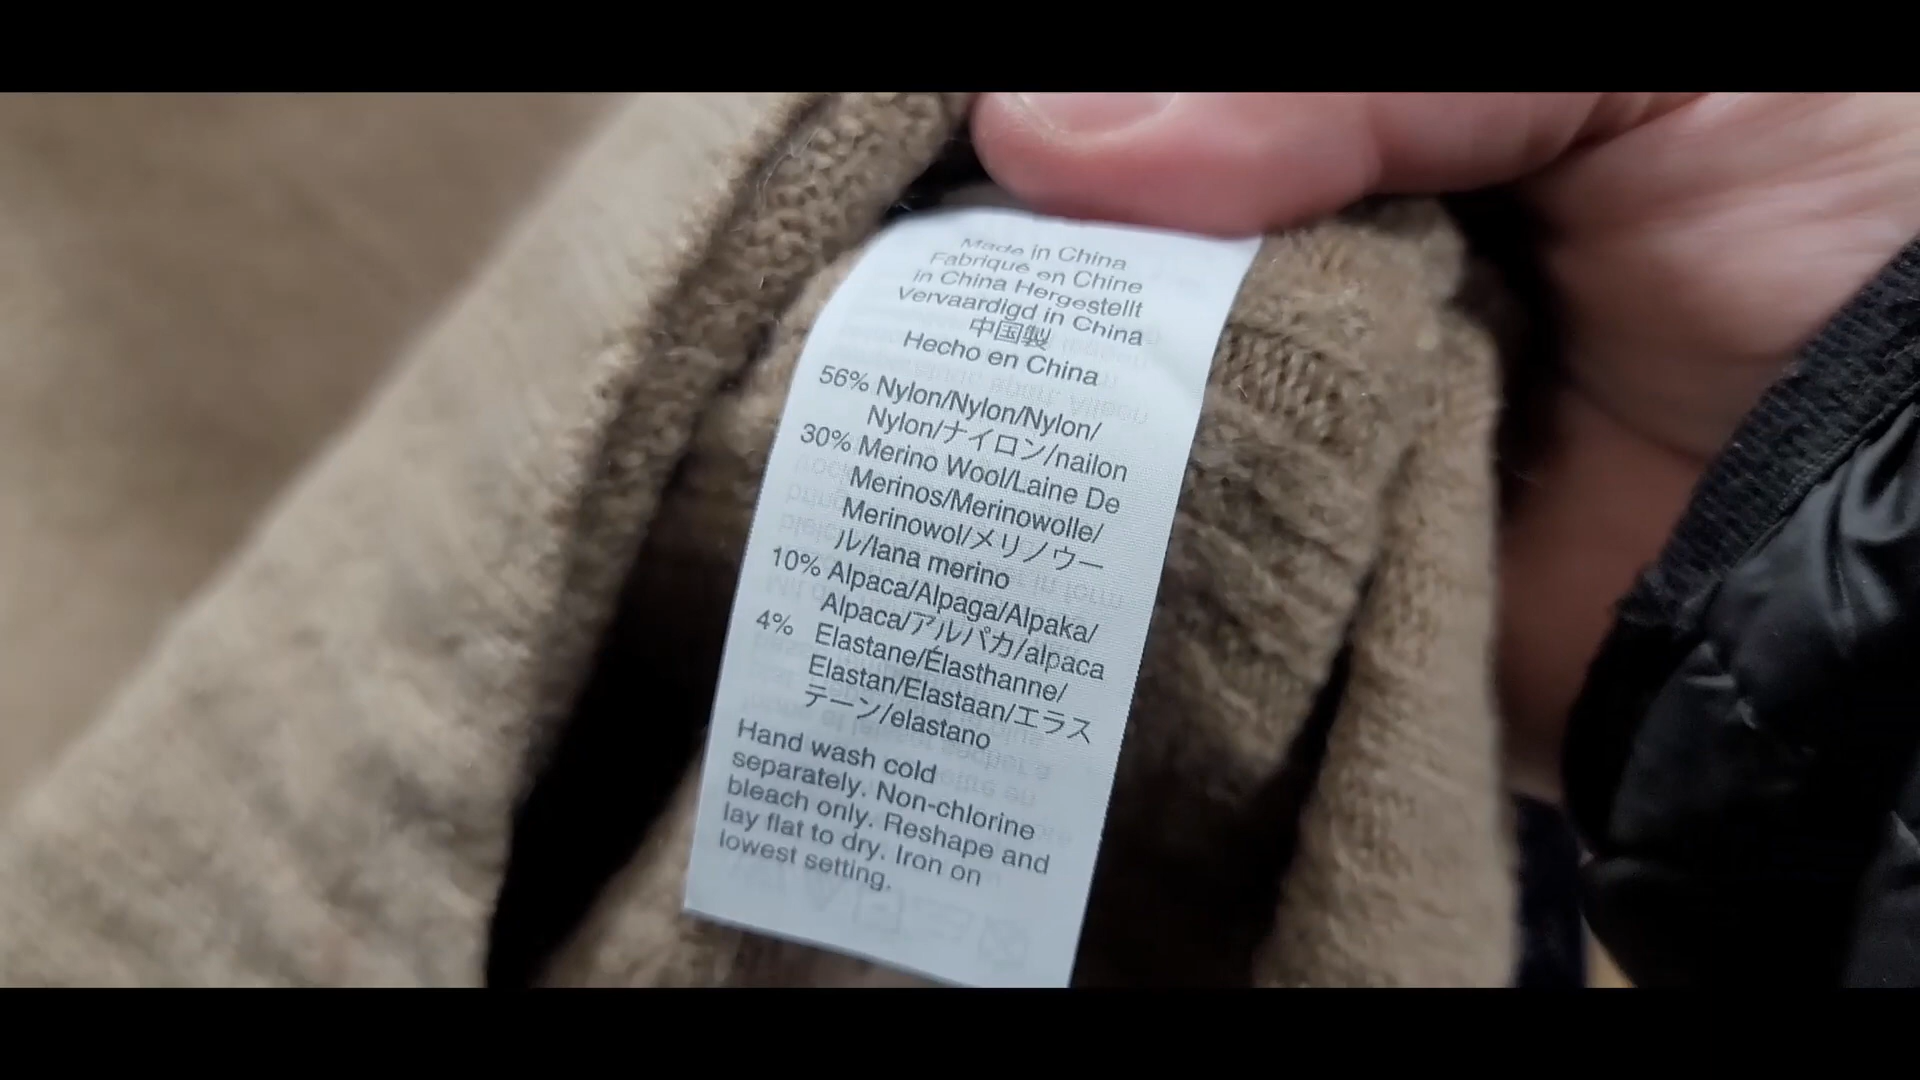 Made in China
Fabriqué en Chine
in China Hergestellt
Vervaardigd in China
中国製
Hecho en China
56% Nylon/Nylon/Nylon/
Nylon/ナイロン/nailon
30% Merino Wool/Laine De
Merinos/Merinowolle/
Merinowol/メリノウー
ル/lana merino
10% Alpaca/Alpaga/Alpaka/
Alpaca/アルパカ/alpaca
4% Elastane/Élasthanne/
Elastan/Elastaan/エラス
テーン/elastano
Hand wash cold
separately. Non-chlorine
bleach only. Reshape and
lay flat to dry. Iron on
lowest setting.